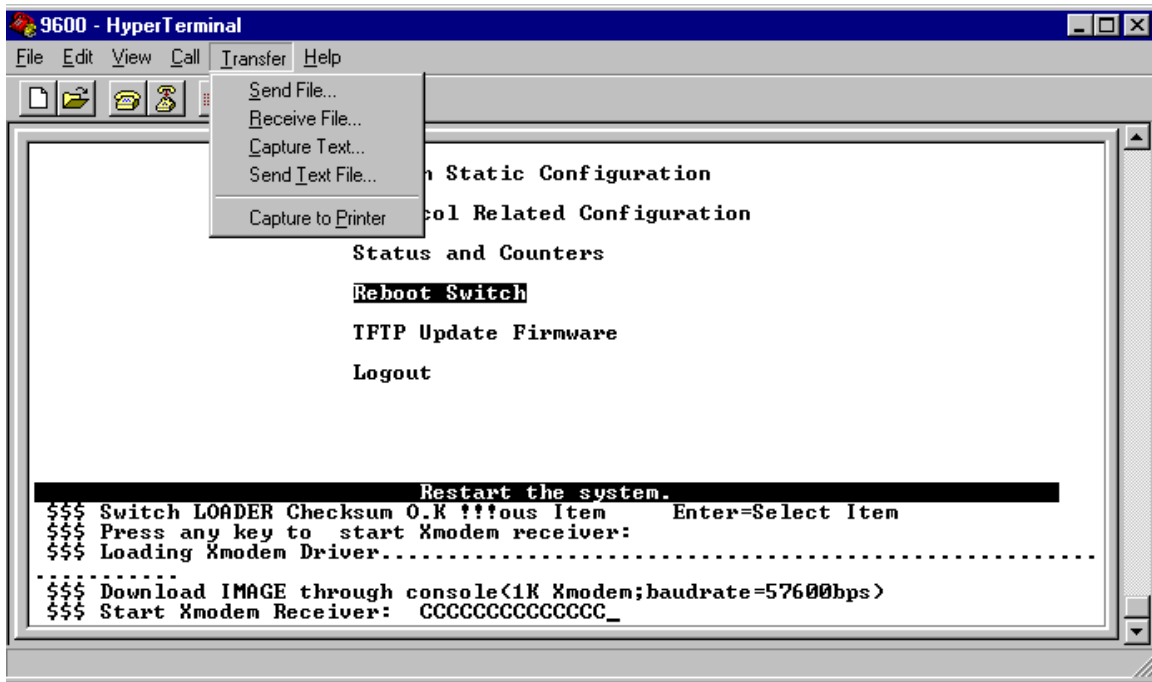 9600 - HyperTerminal
File Edit View Call Transfer Help
Send File...
Receive File...
Capture Text...
Send Text File...
Capture to Printer
Static Configuration
col Related Configuration
Status and Counters
Reboot Switch
TFTP Update Firmware
Logout
Restart the system.
$$$ Switch LOADER Checksum O.K !!!ous Item Enter=Select Item
$$$ Press any key to start Xmodem receiver:
$$$ Loading Xmodem Driver......................................................
...........
$$$ Download IMAGE through console(1K Xmodem;baudrate=57600bps)
$$$ Start Xmodem Receiver: CCCCCCCCCCCCCC_